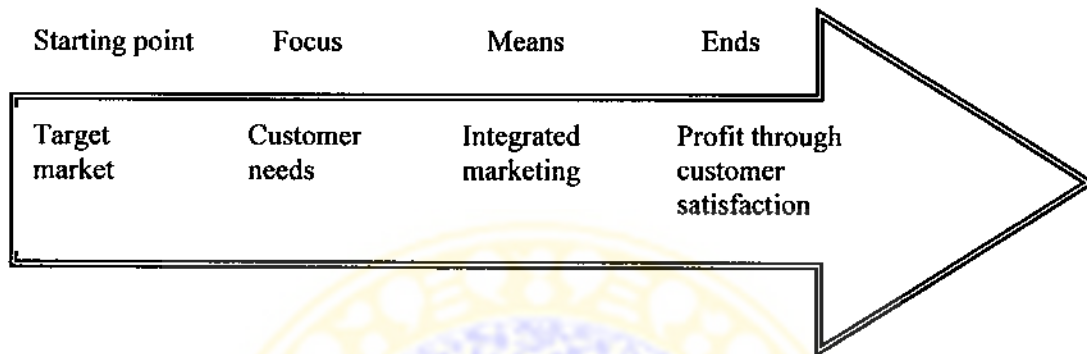 Starting point Focus Means Ends
Target Customer Integrated Profit through
market needs marketing customer
satisfaction